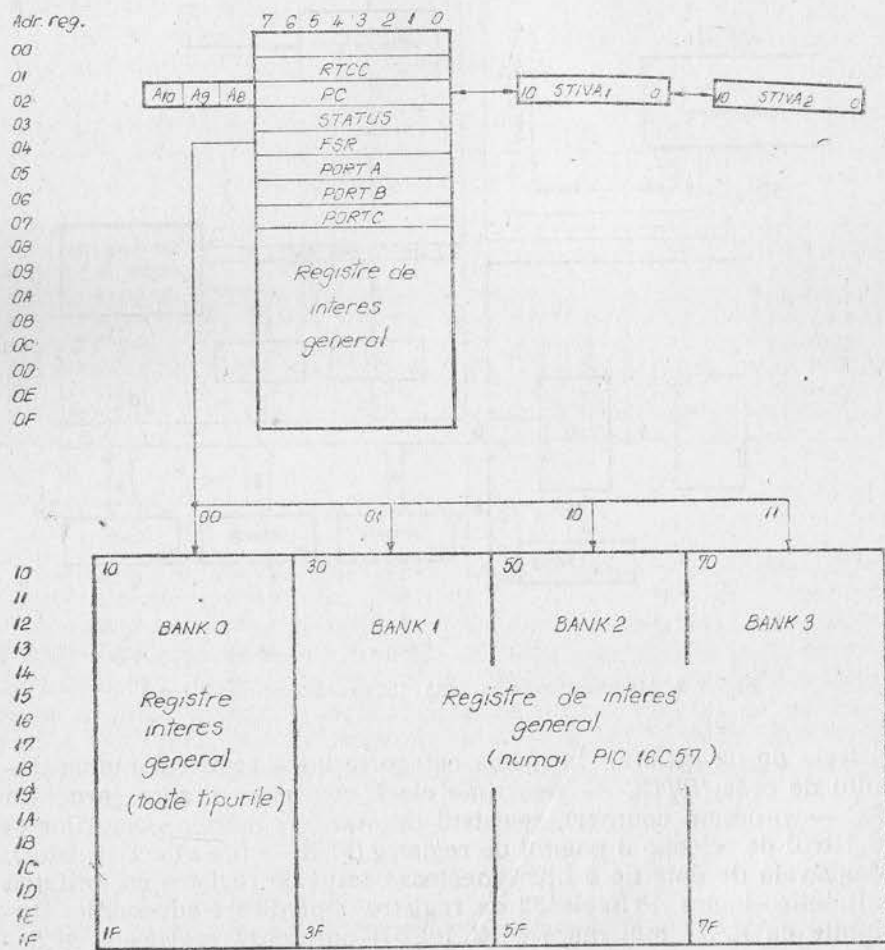 Adr. reg.
7 6 5 4 3 2 1 0
00
01 RTCC
02 A10 A9 A8 PC 10 STIVA1 0 10 STIVA2 0
03 STATUS
04 FSR
05 PORT A
06 PORT B
07 PORT C
08
09 Registre de
0A interes
0B general
0C
0D
0E
0F
00 01 10 11
10 10 30 50 70
11
12 BANK 0 BANK 1 BANK 2 BANK 3
13
14
15 Registre Registre de interes
16 interes general
17 general (numai PIC 16C57)
18 (toate tipurile)
19
1A
1B
1C
1D
1E
1F 1F 3F 5F 7F